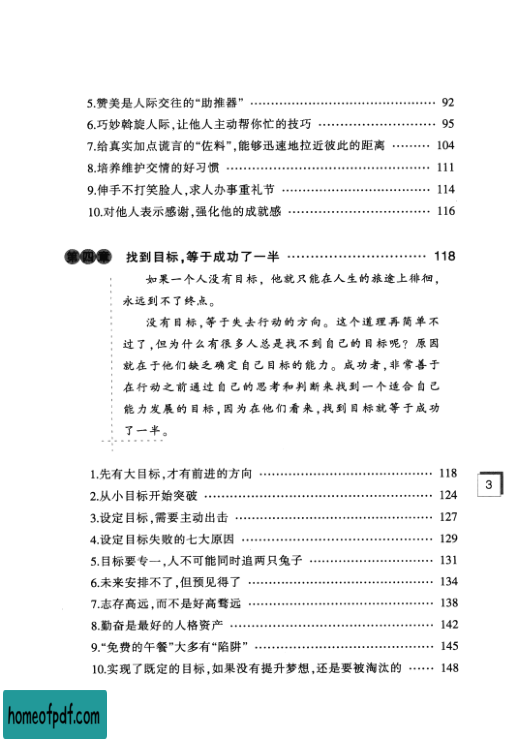 5.赞美是人际交往的“助推器” ………………………………………… 92
6.巧妙斡旋人际,让他人主动帮你忙的技巧 ………………………… 95
7.给真实加点谎言的“佐料”,能够迅速地拉近彼此的距离 ……… 104
8.培养维护交情的好习惯 ……………………………………………… 111
9.伸手不打笑脸人,求人办事重礼节 ………………………………… 114
10.对他人表示感谢,强化他的成就感 ……………………………… 116
第四章 找到目标,等于成功了一半 …………………………… 118
如果一个人没有目标，他就只能在人生的旅途上徘徊，
永远到不了终点。
没有目标,等于失去行动的方向。这个道理再简单不
过了,但为什么有很多人总是找不到自己的目标呢？原因
就在于他们缺乏确定自己目标的能力。成功者,非常善于
在行动之前通过自己的思考和判断来找到一个适合自己
能力发展的目标,因为在他们看来,找到目标就等于成功
了一半。
1.先有大目标,才有前进的方向 ……………………………………… 118
2.从小目标开始突破 …………………………………………………… 124
3.设定目标,需要主动出击 …………………………………………… 127
4.设定目标失败的七大原因 …………………………………………… 129
5.目标要专一,人不可能同时追两只兔子 …………………………… 131
6.未来安排不了,但预见得了 ………………………………………… 134
7.志存高远,而不是好高骛远 ………………………………………… 138
8.勤奋是最好的人格资产 ……………………………………………… 142
9.“免费的午餐”大多有“陷阱” ………………………………………… 145
10.实现了既定的目标,如果没有提升梦想,还是要被淘汰的 …… 148
3
homeofpdf.com